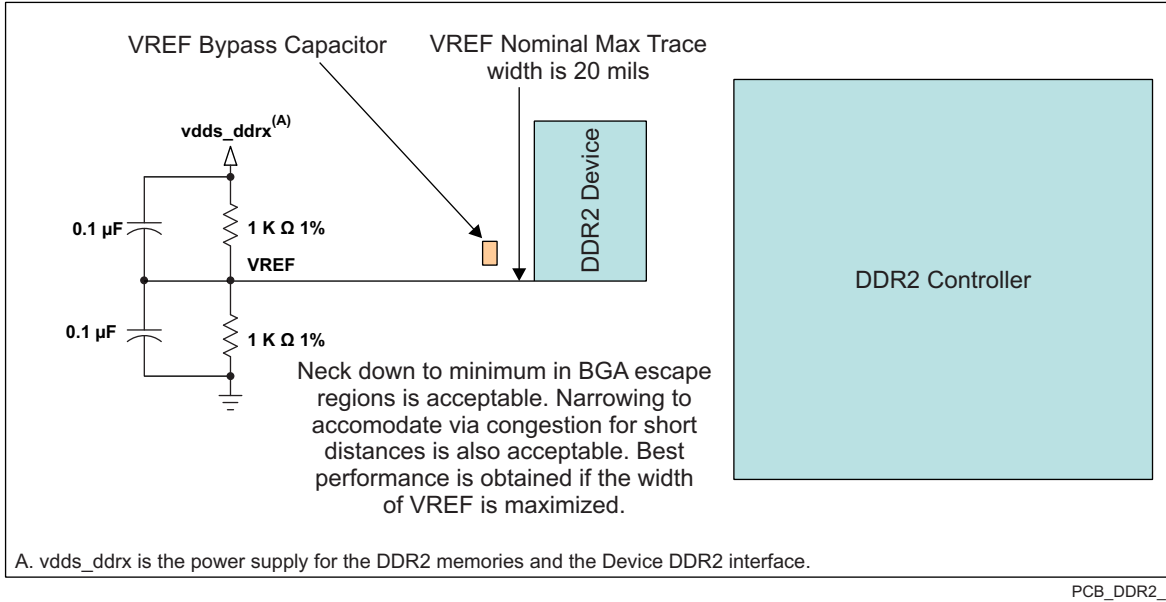 VREF Bypass Capacitor
VREF Nominal Max Trace
width is 20 mils
vdds_ddrx(A)
0.1 µF
1 K Ω 1%
VREF
0.1 µF
1 K Ω 1%
DDR2 Device
DDR2 Controller
Neck down to minimum in BGA escape
regions is acceptable. Narrowing to
accomodate via congestion for short
distances is also acceptable. Best
performance is obtained if the width
of VREF is maximized.
A. vdds_ddrx is the power supply for the DDR2 memories and the Device DDR2 interface.
PCB_DDR2_